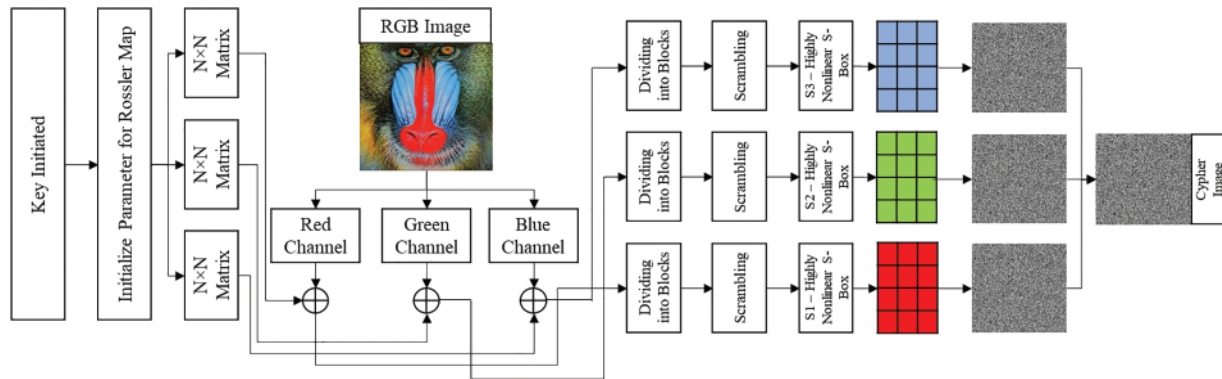 Key Initiated
Initialize Parameter for Rossler Map
N×N
Matrix
N×N
Matrix
N×N
Matrix
RGB Image
Red
Channel
Green
Channel
Blue
Channel
Dividing
into Blocks
Scrambling
S3 – Highly
Nonlinear S-
Box
Dividing
into Blocks
Scrambling
S2 – Highly
Nonlinear S-
Box
Dividing
into Blocks
Scrambling
S1 – Highly
Nonlinear S-
Box
Cypher
Image